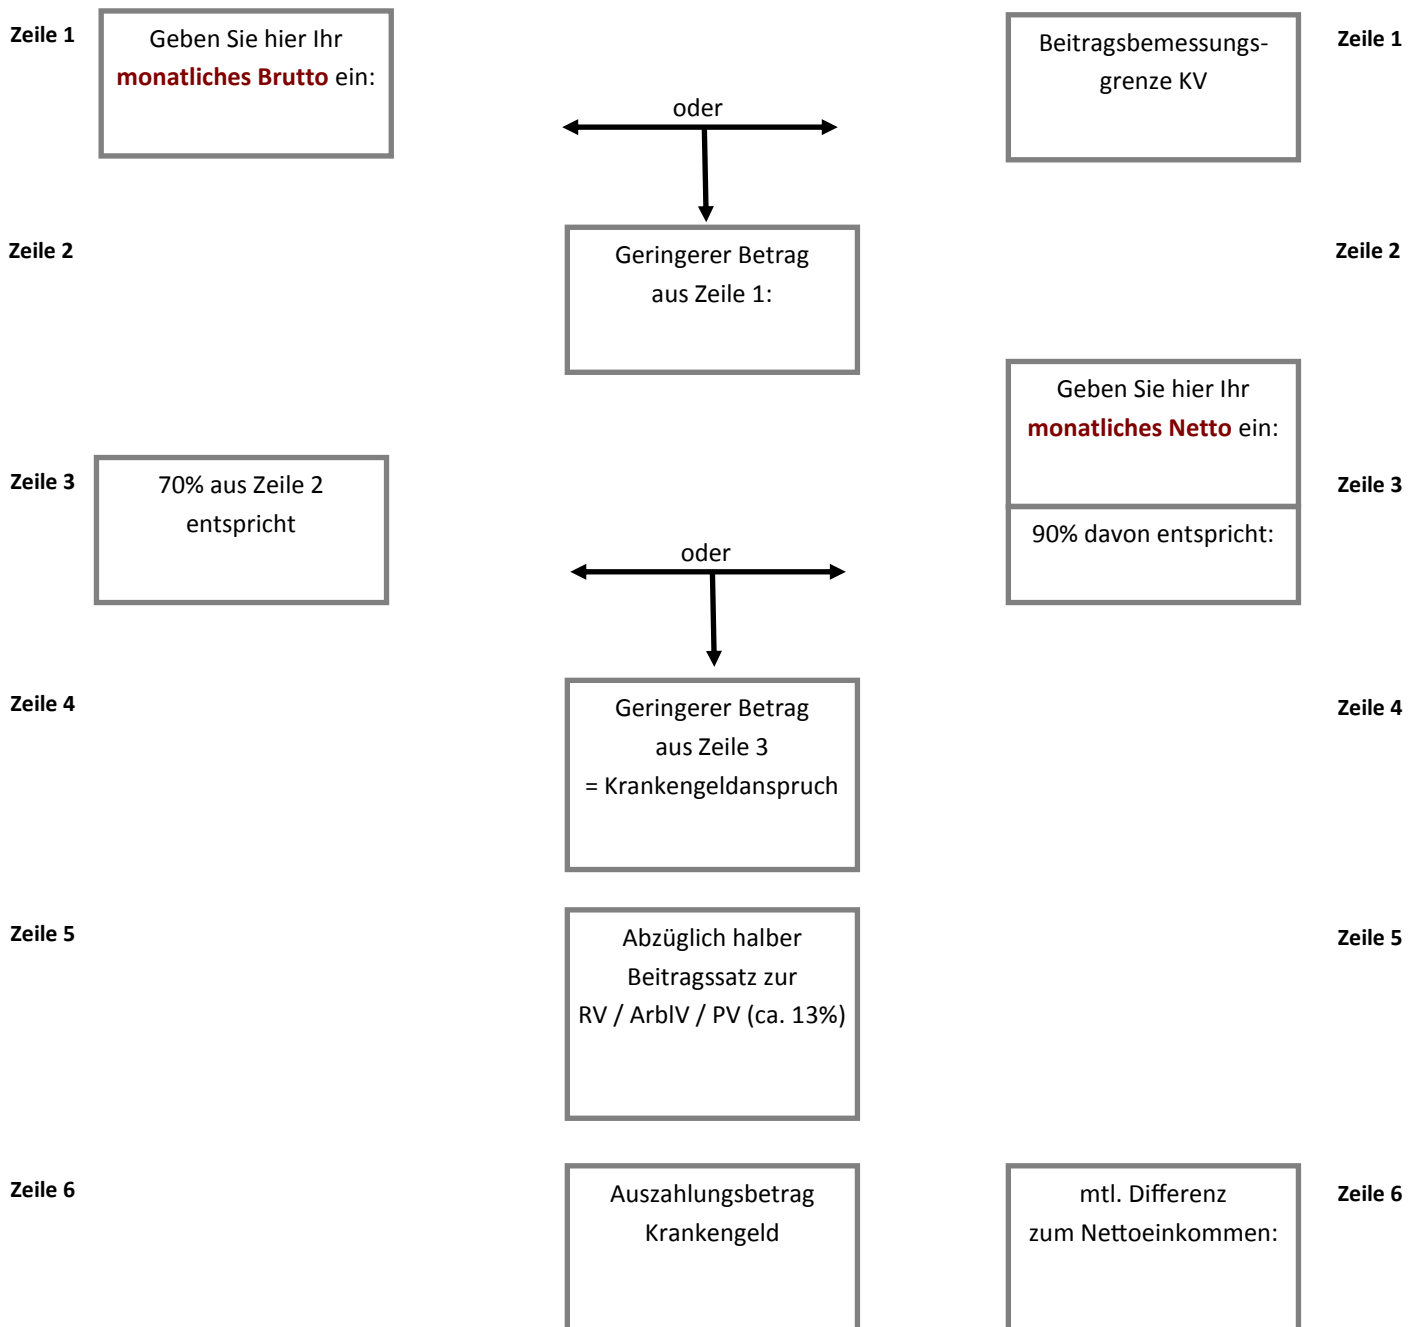 Zeile 1
Geben Sie hier Ihr
monatliches Brutto ein:
oder
Beitragsbemessungs-
grenze KV
Zeile 1
Zeile 2
Geringerer Betrag
aus Zeile 1:
Zeile 2
Geben Sie hier Ihr
monatliches Netto ein:
Zeile 3
70% aus Zeile 2
entspricht
oder
90% davon entspricht:
Zeile 3
Zeile 4
Geringerer Betrag
aus Zeile 3
= Krankengeldanspruch
Zeile 4
Zeile 5
Abzüglich halber
Beitragssatz zur
RV / ArblV / PV (ca. 13%)
Zeile 5
Zeile 6
Auszahlungsbetrag
Krankengeld
mtl. Differenz
zum Nettoeinkommen:
Zeile 6